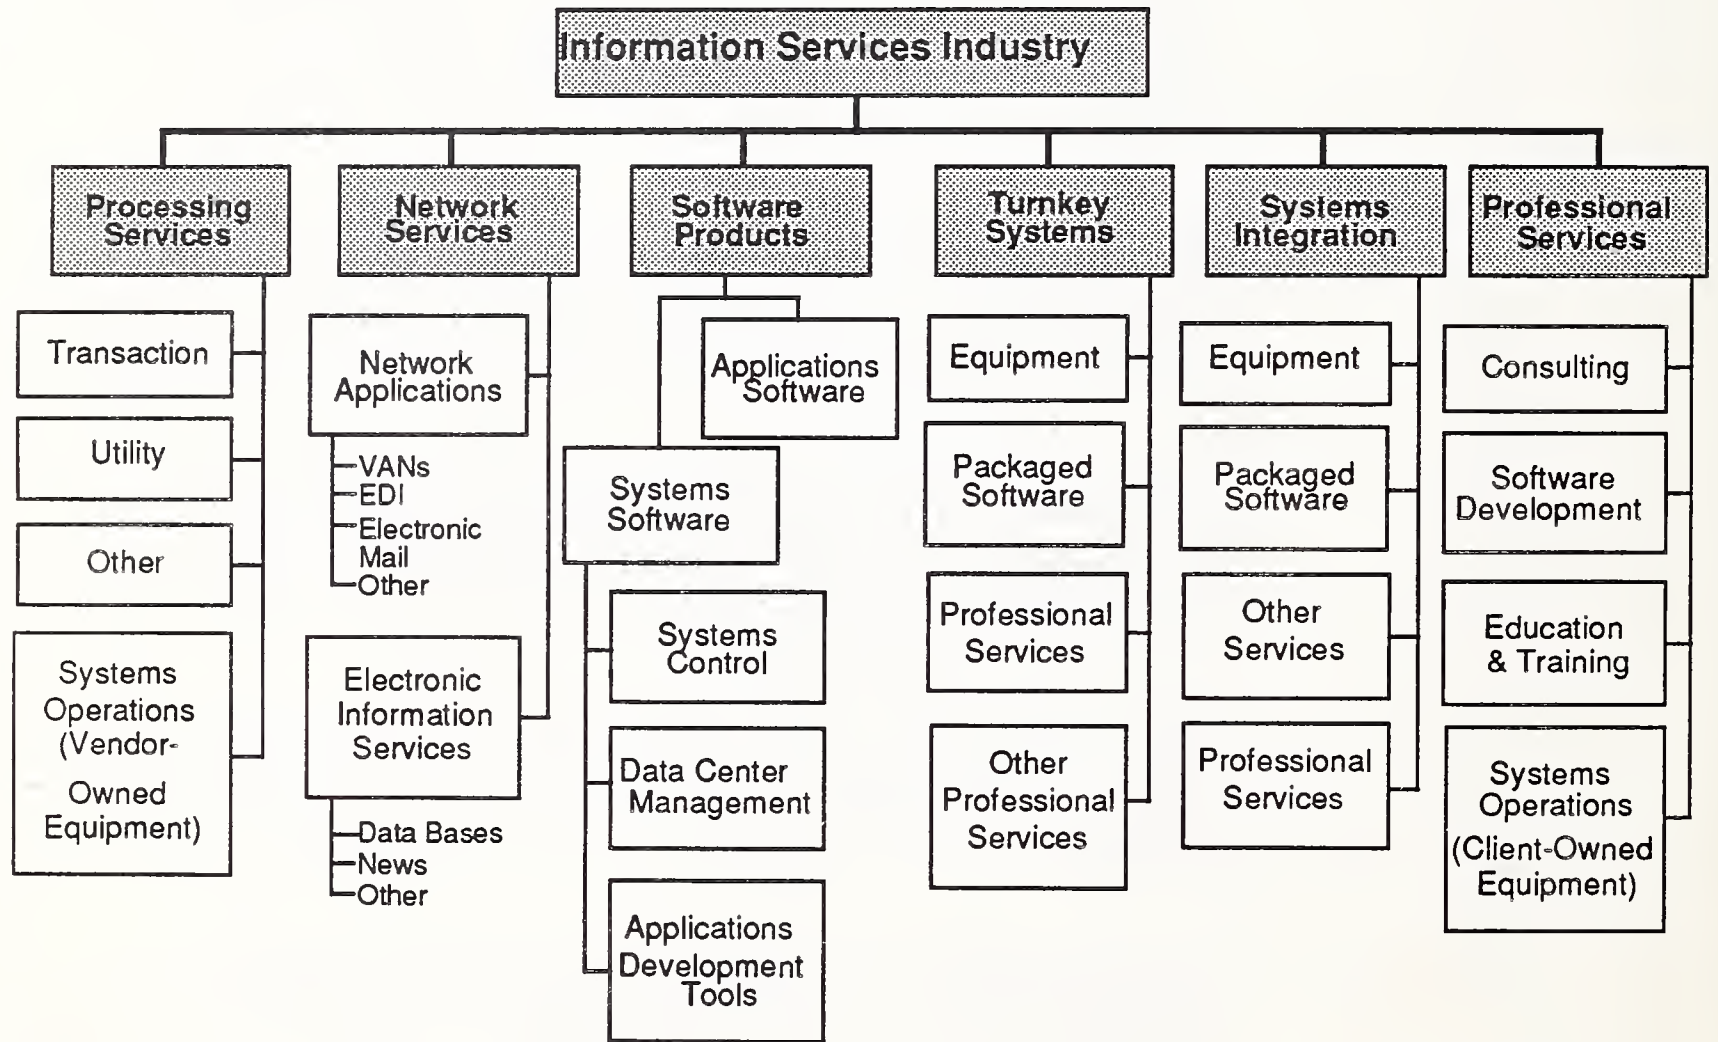 Information Services Industry
Processing
Services
Transaction
Utility
Other
Systems
Operations
(Vendor-
Owned
Equipment)
Network
Services
Network
Applications
VANs
EDI
Electronic
Mail
Other
Electronic
Information
Services
Data Bases
News
Other
Software
Products
Applications
Software
Systems
Software
Systems
Control
Data Center
Management
Applications
Development
Tools
Turnkey
Systems
Equipment
Packaged
Software
Professional
Services
Other
Professional
Services
Systems
Integration
Equipment
Packaged
Software
Other
Services
Professional
Services
Professional
Services
Consulting
Software
Development
Education
& Training
Systems
Operations
(Client-Owned
Equipment)